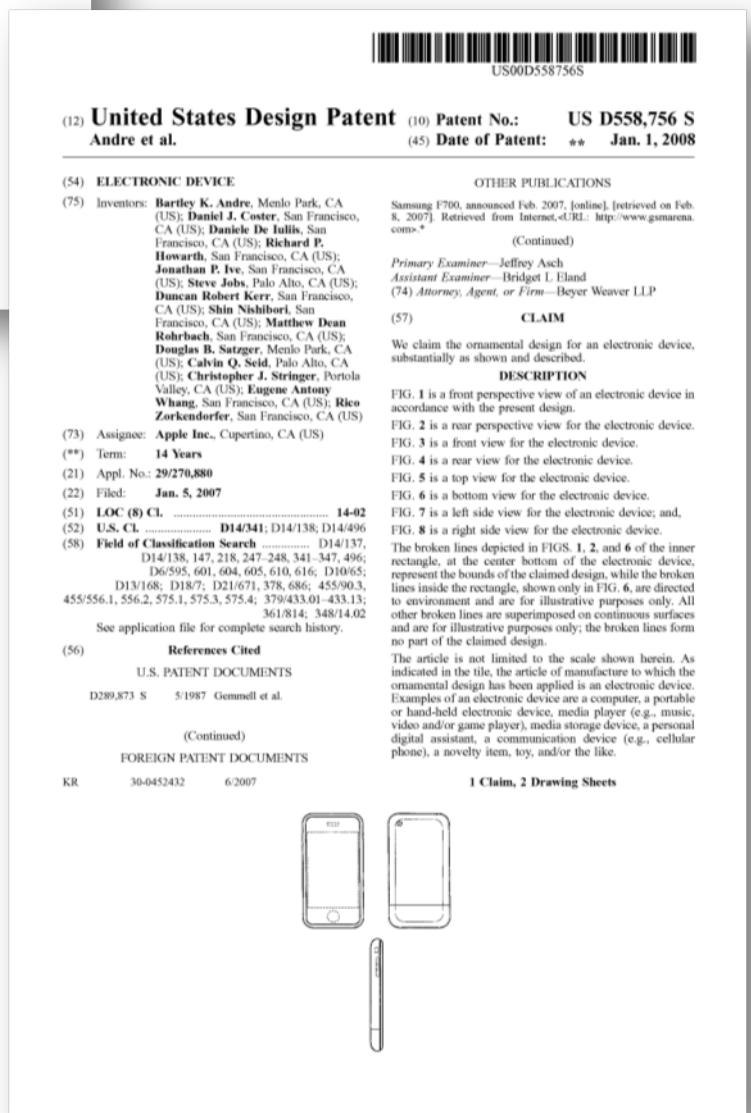 US00D558756S
(12) United States Design Patent
Andre et al.
(10) Patent No.: US D558,756 S
(45) Date of Patent: ** Jan. 1, 2008
(54) ELECTRONIC DEVICE
(75) Inventors: Bartley K. Andre, Menlo Park, CA
(US); Daniel J. Coster, San Francisco,
CA (US); Daniele De Iuliis, San
Francisco, CA (US); Richard P.
Howarth, San Francisco, CA (US);
Jonathan P. Ive, San Francisco, CA
(US); Steve Jobs, Palo Alto, CA (US);
Duncan Robert Kerr, San Francisco,
CA (US); Shin Nishibori, San
Francisco, CA (US); Matthew Dean
Rohrbach, San Francisco, CA (US);
Douglas B. Satzger, Menlo Park, CA
(US); Calvin Q. Seid, Palo Alto, CA
(US); Christopher J. Stringer, Portola
Valley, CA (US); Eugene Antony
Whang, San Francisco, CA (US); Rico
Zorkendorfer, San Francisco, CA (US)
(73) Assignee: Apple Inc., Cupertino, CA (US)
(**) Term: 14 Years
(21) Appl. No.: 29/270,880
(22) Filed: Jan. 5, 2007
(51) LOC (8) Cl. ................................................ 14-02
(52) U.S. Cl. ..................... D14/341; D14/138; D14/496
(58) Field of Classification Search .............. D14/137,
D14/138, 147, 218, 247-248, 341-347, 496;
D6/595, 601, 604, 605, 610, 616; D10/65;
D13/168; D18/7; D21/671, 378, 686; 455/90.3,
455/556.1, 556.2, 575.1, 575.3, 575.4; 379/433.01-433.13;
361/814; 348/14.02
See application file for complete search history.
(56) References Cited
U.S. PATENT DOCUMENTS
D289,873 S 5/1987 Gemmell et al.
(Continued)
FOREIGN PATENT DOCUMENTS
KR 30-0452432 6/2007
OTHER PUBLICATIONS
Samsung F700, announced Feb. 2007, [online], [retrieved on Feb.
8, 2007]. Retrieved from Internet,<URL: http://www.gsmarena.
com>.*
(Continued)
Primary Examiner—Jeffrey Asch
Assistant Examiner—Bridget L Eland
(74) Attorney, Agent, or Firm—Beyer Weaver LLP
(57) CLAIM
We claim the ornamental design for an electronic device,
substantially as shown and described.
DESCRIPTION
FIG. 1 is a front perspective view of an electronic device in
accordance with the present design.
FIG. 2 is a rear perspective view for the electronic device.
FIG. 3 is a front view for the electronic device.
FIG. 4 is a rear view for the electronic device.
FIG. 5 is a top view for the electronic device.
FIG. 6 is a bottom view for the electronic device.
FIG. 7 is a left side view for the electronic device; and,
FIG. 8 is a right side view for the electronic device.
The broken lines depicted in FIGS. 1, 2, and 6 of the inner
rectangle, at the center bottom of the electronic device,
represent the bounds of the claimed design, while the broken
lines inside the rectangle, shown only in FIG. 6, are directed
to environment and are for illustrative purposes only. All
other broken lines are superimposed on continuous surfaces
and are for illustrative purposes only; the broken lines form
no part of the claimed design.
The article is not limited to the scale shown herein. As
indicated in the tile, the article of manufacture to which the
ornamental design has been applied is an electronic device.
Examples of an electronic device are a computer, a portable
or hand-held electronic device, media player (e.g., music,
video and/or game player), media storage device, a personal
digital assistant, a communication device (e.g., cellular
phone), a novelty item, toy, and/or the like.
1 Claim, 2 Drawing Sheets